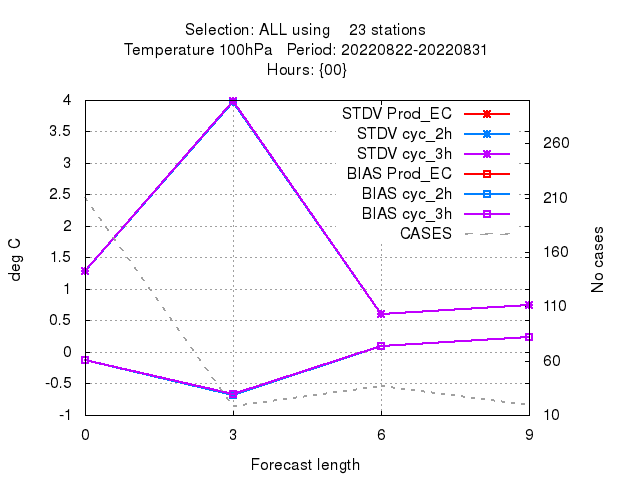 Selection: ALL using    23 stations
Temperature 100hPa   Period: 20220822-20220831
Hours: {00}
4
3.5
3
2.5
2
1.5
1
0.5
0
-0.5
-1
deg C
STDV Prod_EC
STDV cyc_2h
STDV cyc_3h
BIAS Prod_EC
BIAS cyc_2h
BIAS cyc_3h
CASES
260
210
160
110
60
10
No cases
0
3
6
9
Forecast length